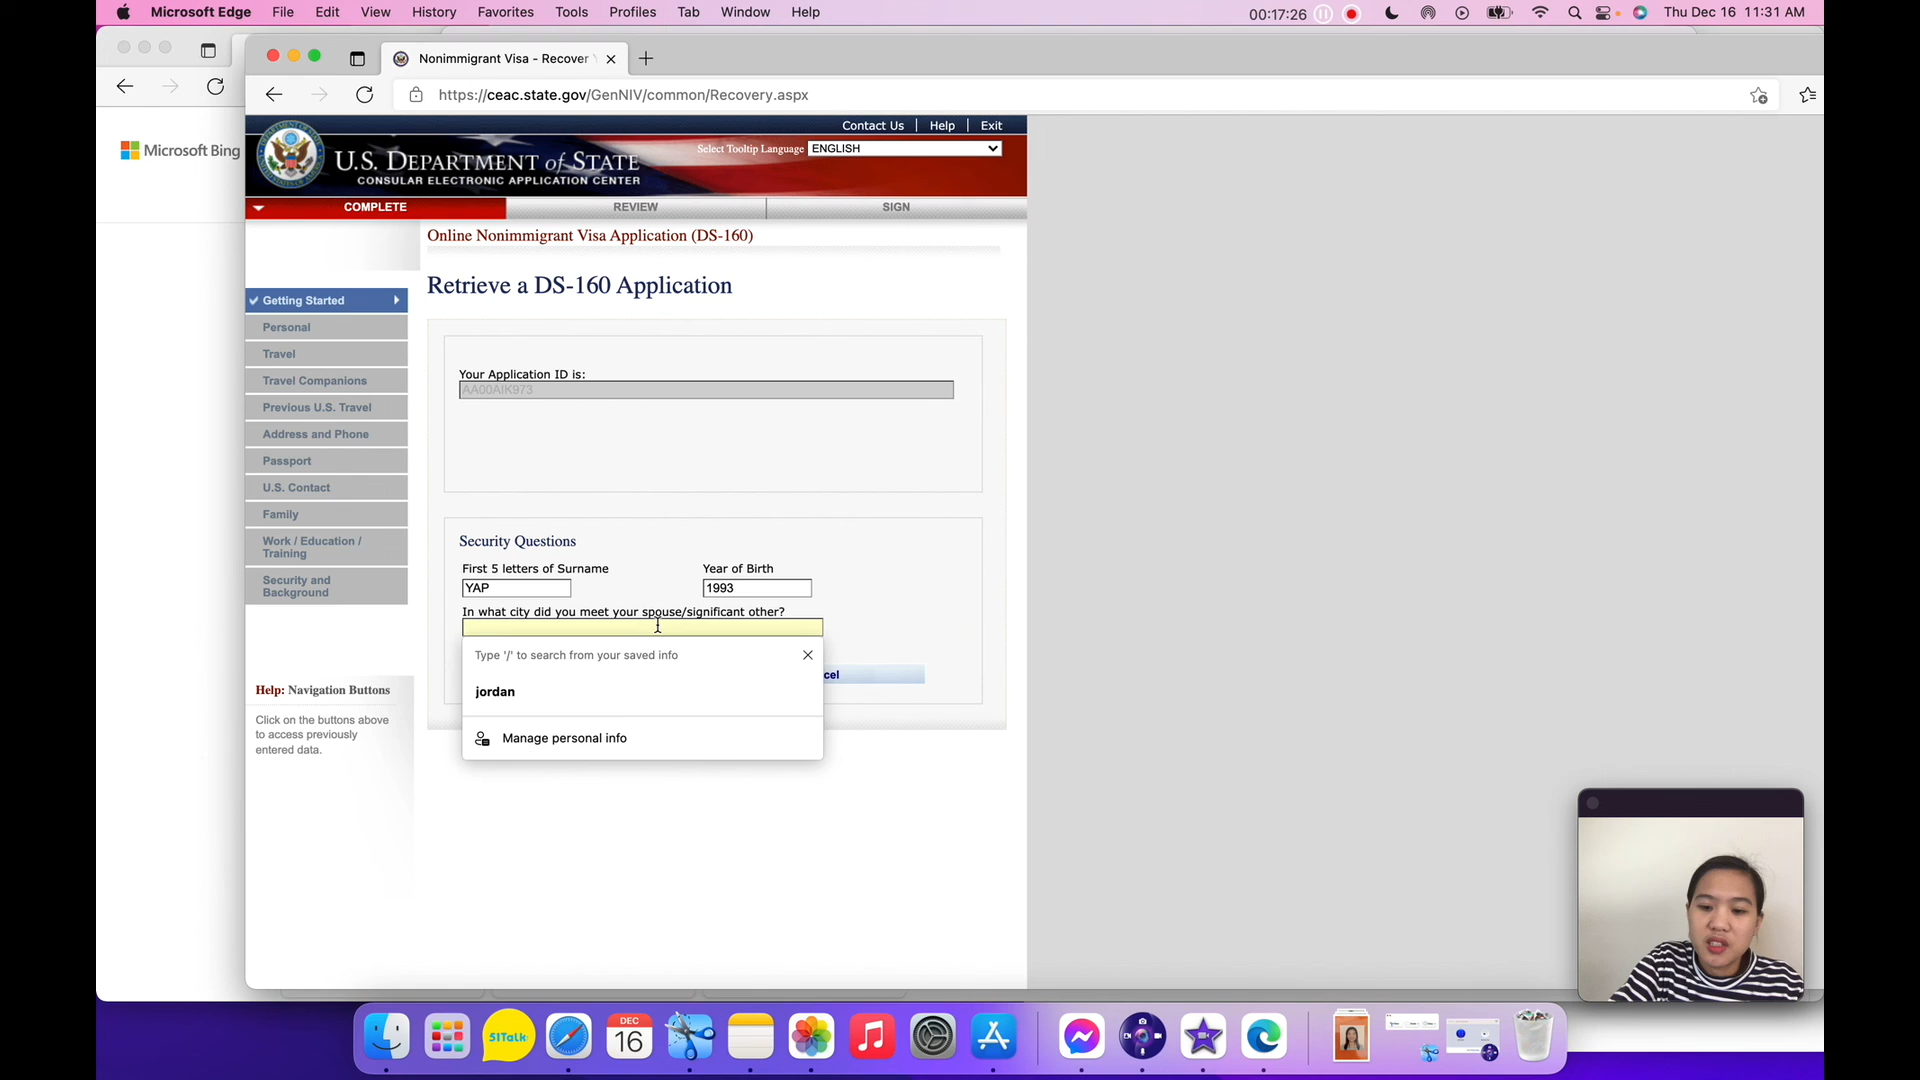 Microsoft Edge File Edit View History Favorites Tools Profiles Tab Window Help 00:17:26 Thu Dec 16 11:31 AM
Nonimmigrant Visa - Recover
https://ceac.state.gov/GenNIV/common/Recovery.aspx
Microsoft Bing
Contact Us | Help | Exit
U.S. DEPARTMENT of STATE
CONSULAR ELECTRONIC APPLICATION CENTER
Select Tooltip Language ENGLISH
COMPLETE REVIEW SIGN
Online Nonimmigrant Visa Application (DS-160)
Retrieve a DS-160 Application
Getting Started
Personal
Travel
Travel Companions
Previous U.S. Travel
Address and Phone
Passport
U.S. Contact
Family
Work / Education /
Training
Security and
Background
Help: Navigation Buttons
Click on the buttons above
to access previously
entered data.
Your Application ID is:
AA00AIK973
Security Questions
First 5 letters of Surname Year of Birth
YAP 1993
In what city did you meet your spouse/significant other?
Type '/' to search from your saved info
cel
jordan
Manage personal info
51Talk
DEC
16